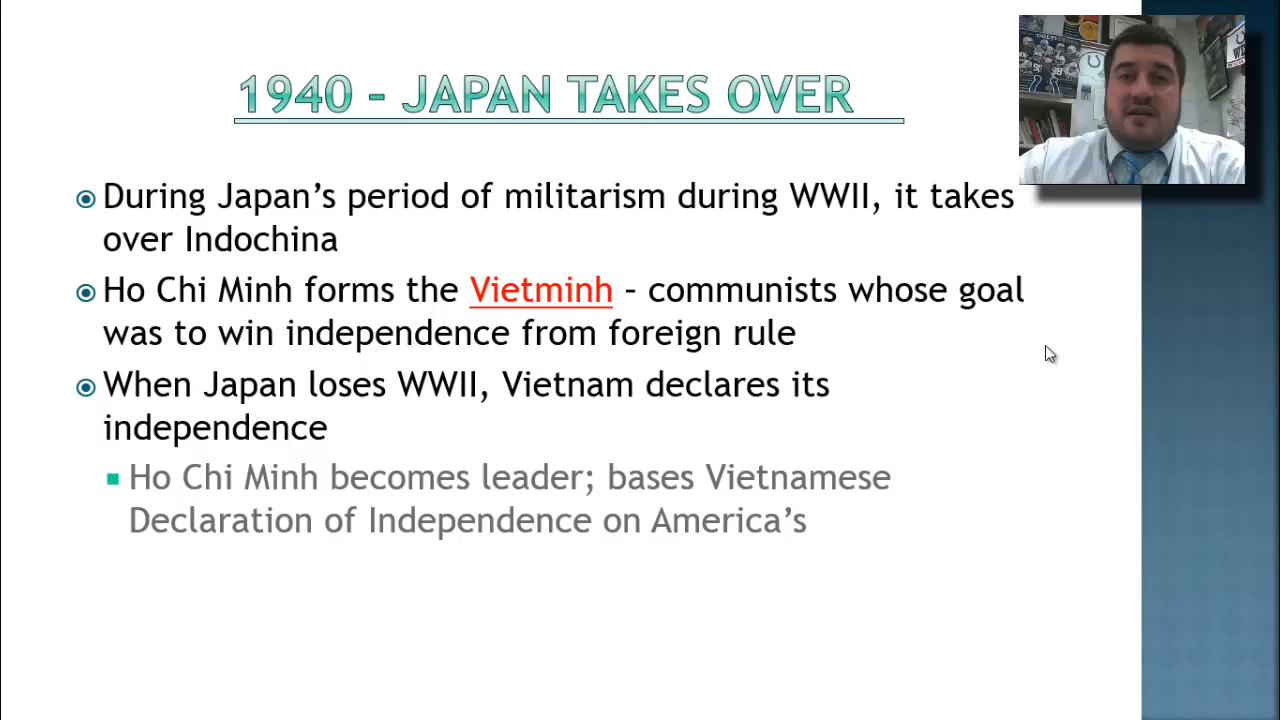 1940 – JAPAN TAKES OVER
During Japan's period of militarism during WWII, it takes
over Indochina
Ho Chi Minh forms the Vietminh – communists whose goal
was to win independence from foreign rule
When Japan loses WWII, Vietnam declares its
independence
Ho Chi Minh becomes leader; bases Vietnamese
Declaration of Independence on America's